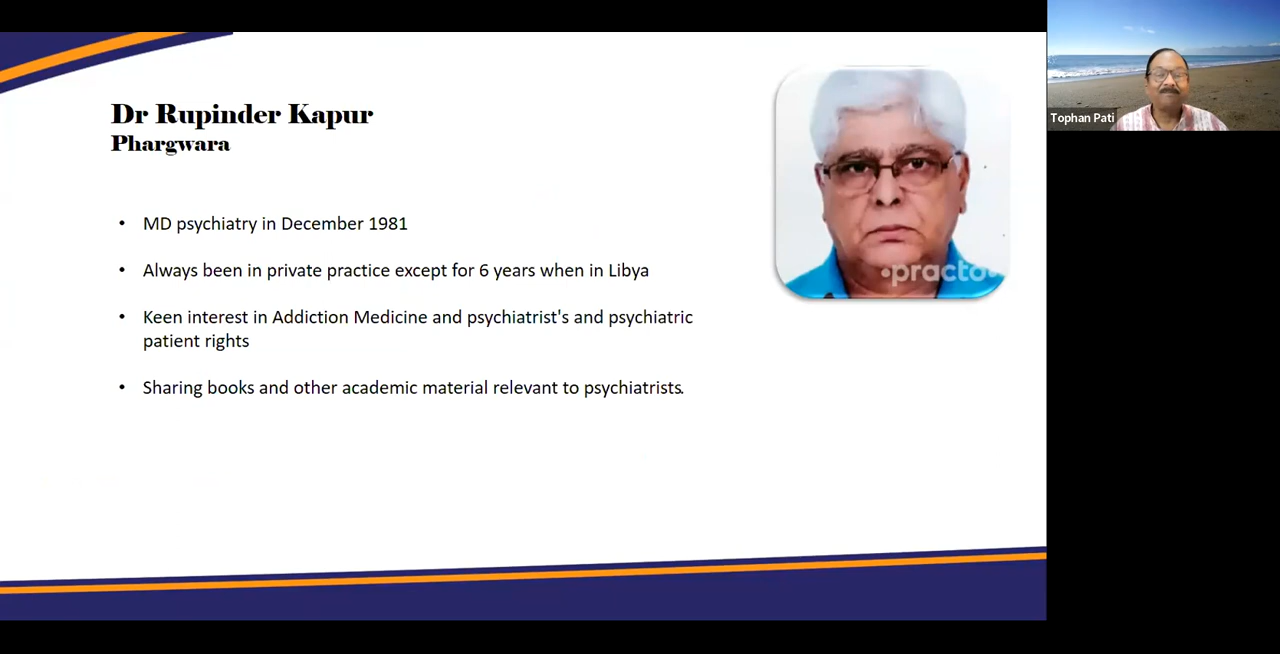 Dr Rupinder Kapur
Phargwara
• MD psychiatry in December 1981
• Always been in private practice except for 6 years when in Libya
• Keen interest in Addiction Medicine and psychiatrist's and psychiatric
patient rights
• Sharing books and other academic material relevant to psychiatrists.
•practo•
Tophan Pati